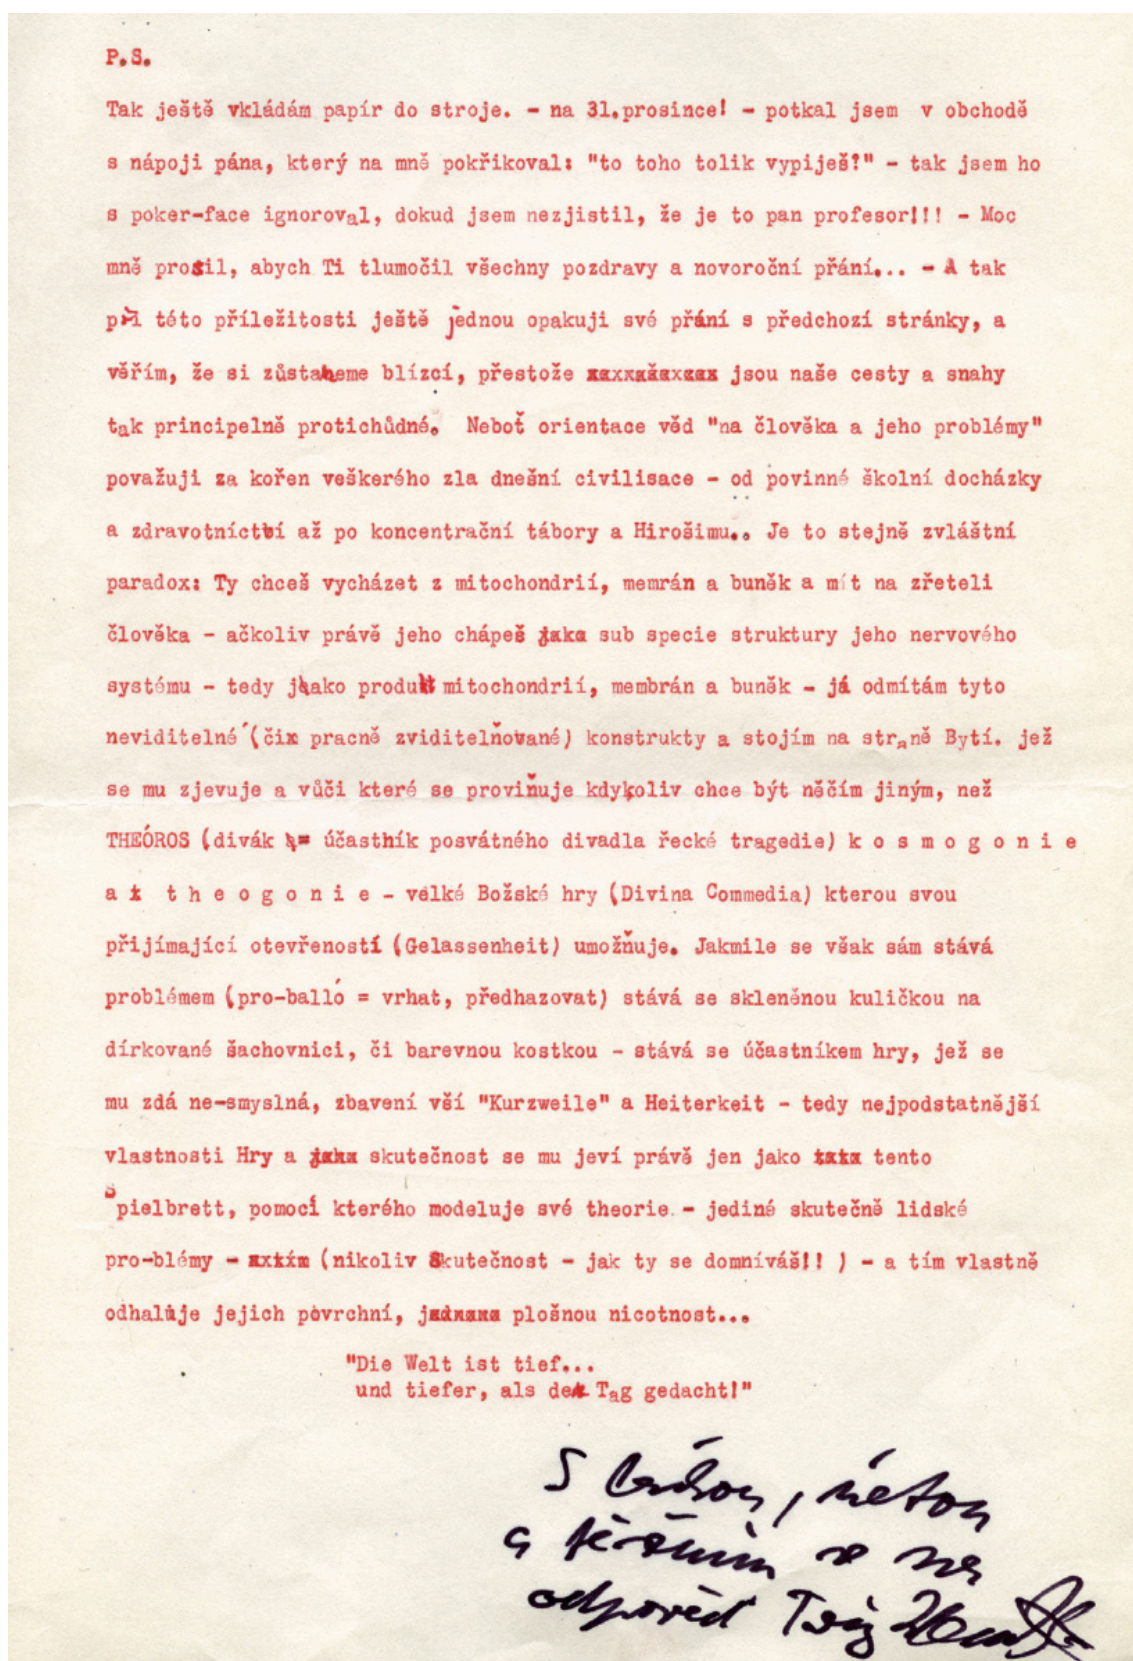 P.S.
Tak ještě vkládám papír do stroje. - na 31.prosince! - potkal jsem v obchodě
s nápoji pána, který na mně pokřikoval: "to toho tolik vypiješ?" - tak jsem ho
s poker-face ignoroval, dokud jsem nezjistil, že je to pan profesor!!! - Moc
mně prosil, abych Ti tlumočil všechny pozdravy a novoroční přání... - A tak
při této příležitosti ještě jednou opakuji své přání s předchozí stránky, a
věřím, že si zůstaneme blízcí, přestože jsou naše cesty a snahy
tak principelně protichůdné. Neboť orientace věd "na člověka a jeho problémy"
považuji za kořen veškerého zla dnešní civilisace - od povinné školní docházky
a zdravotnictví až po koncentrační tábory a Hirošimu.. Je to stejně zvláštní
paradox: Ty chceš vycházet z mitochondrií, memrán a buněk a mít na zřeteli
člověka - ačkoliv právě jeho chápeš jako sub specie struktury jeho nervového
systému - tedy jako produkt mitochondrií, membrán a buněk - já odmítám tyto
neviditelné (či pracně zviditelňované) konstrukty a stojím na straně Bytí. jež
se mu zjevuje a vůči které se proviňuje kdykoliv chce být něčím jiným, než
THEÓROS (divák = účastník posvátného divadla řecké tragedie) k o s m o g o n i e
a t h e o g o n i e - velké Božské hry (Divina Commedia) kterou svou
přijímající otevřeností (Gelassenheit) umožňuje. Jakmile se však sám stává
problémem (pro-balló = vrhat, předhazovat) stává se skleněnou kuličkou na
dírkované šachovnici, či barevnou kostkou - stává se účastníkem hry, jež se
mu zdá ne-smyslná, zbavení vší "Kurzweile" a Heiterkeit - tedy nejpodstatnější
vlastnosti Hry a skutečnost se mu jeví právě jen jako tento
Spielbrett, pomocí kterého modeluje své theorie - jediné skutečně lidské
pro-blémy - (nikoliv Skutečnost - jak ty se domníváš!! ) - a tím vlastně
odhaluje jejich povrchní, plošnou nicotnost...
"Die Welt ist tief...
und tiefer, als der Tag gedacht!"
S láskou, úctou
a těšením se na
odpověď Tvůj